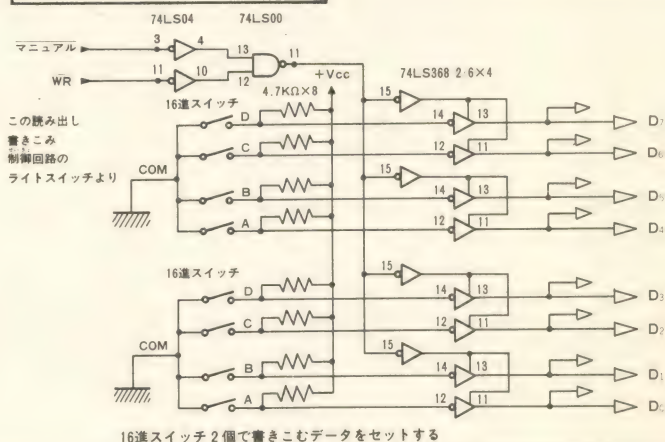 74LS04 74LS00
マニュアル 3 4 13 11
WR 11 10 12
+Vcc
74LS368 2/6×4
4.7KΩ×8
16進スイッチ
この読み出し
書きこみ
制御回路の
ライトスイッチより
COM
D
C
B
A
15
14 13 D7
12 11 D6
15
14 13 D5
12 11 D4
16進スイッチ
COM
D
C
B
A
15
14 13 D3
12 11 D2
15
14 13 D1
12 11 D0
16進スイッチ2個で書きこむデータをセットする